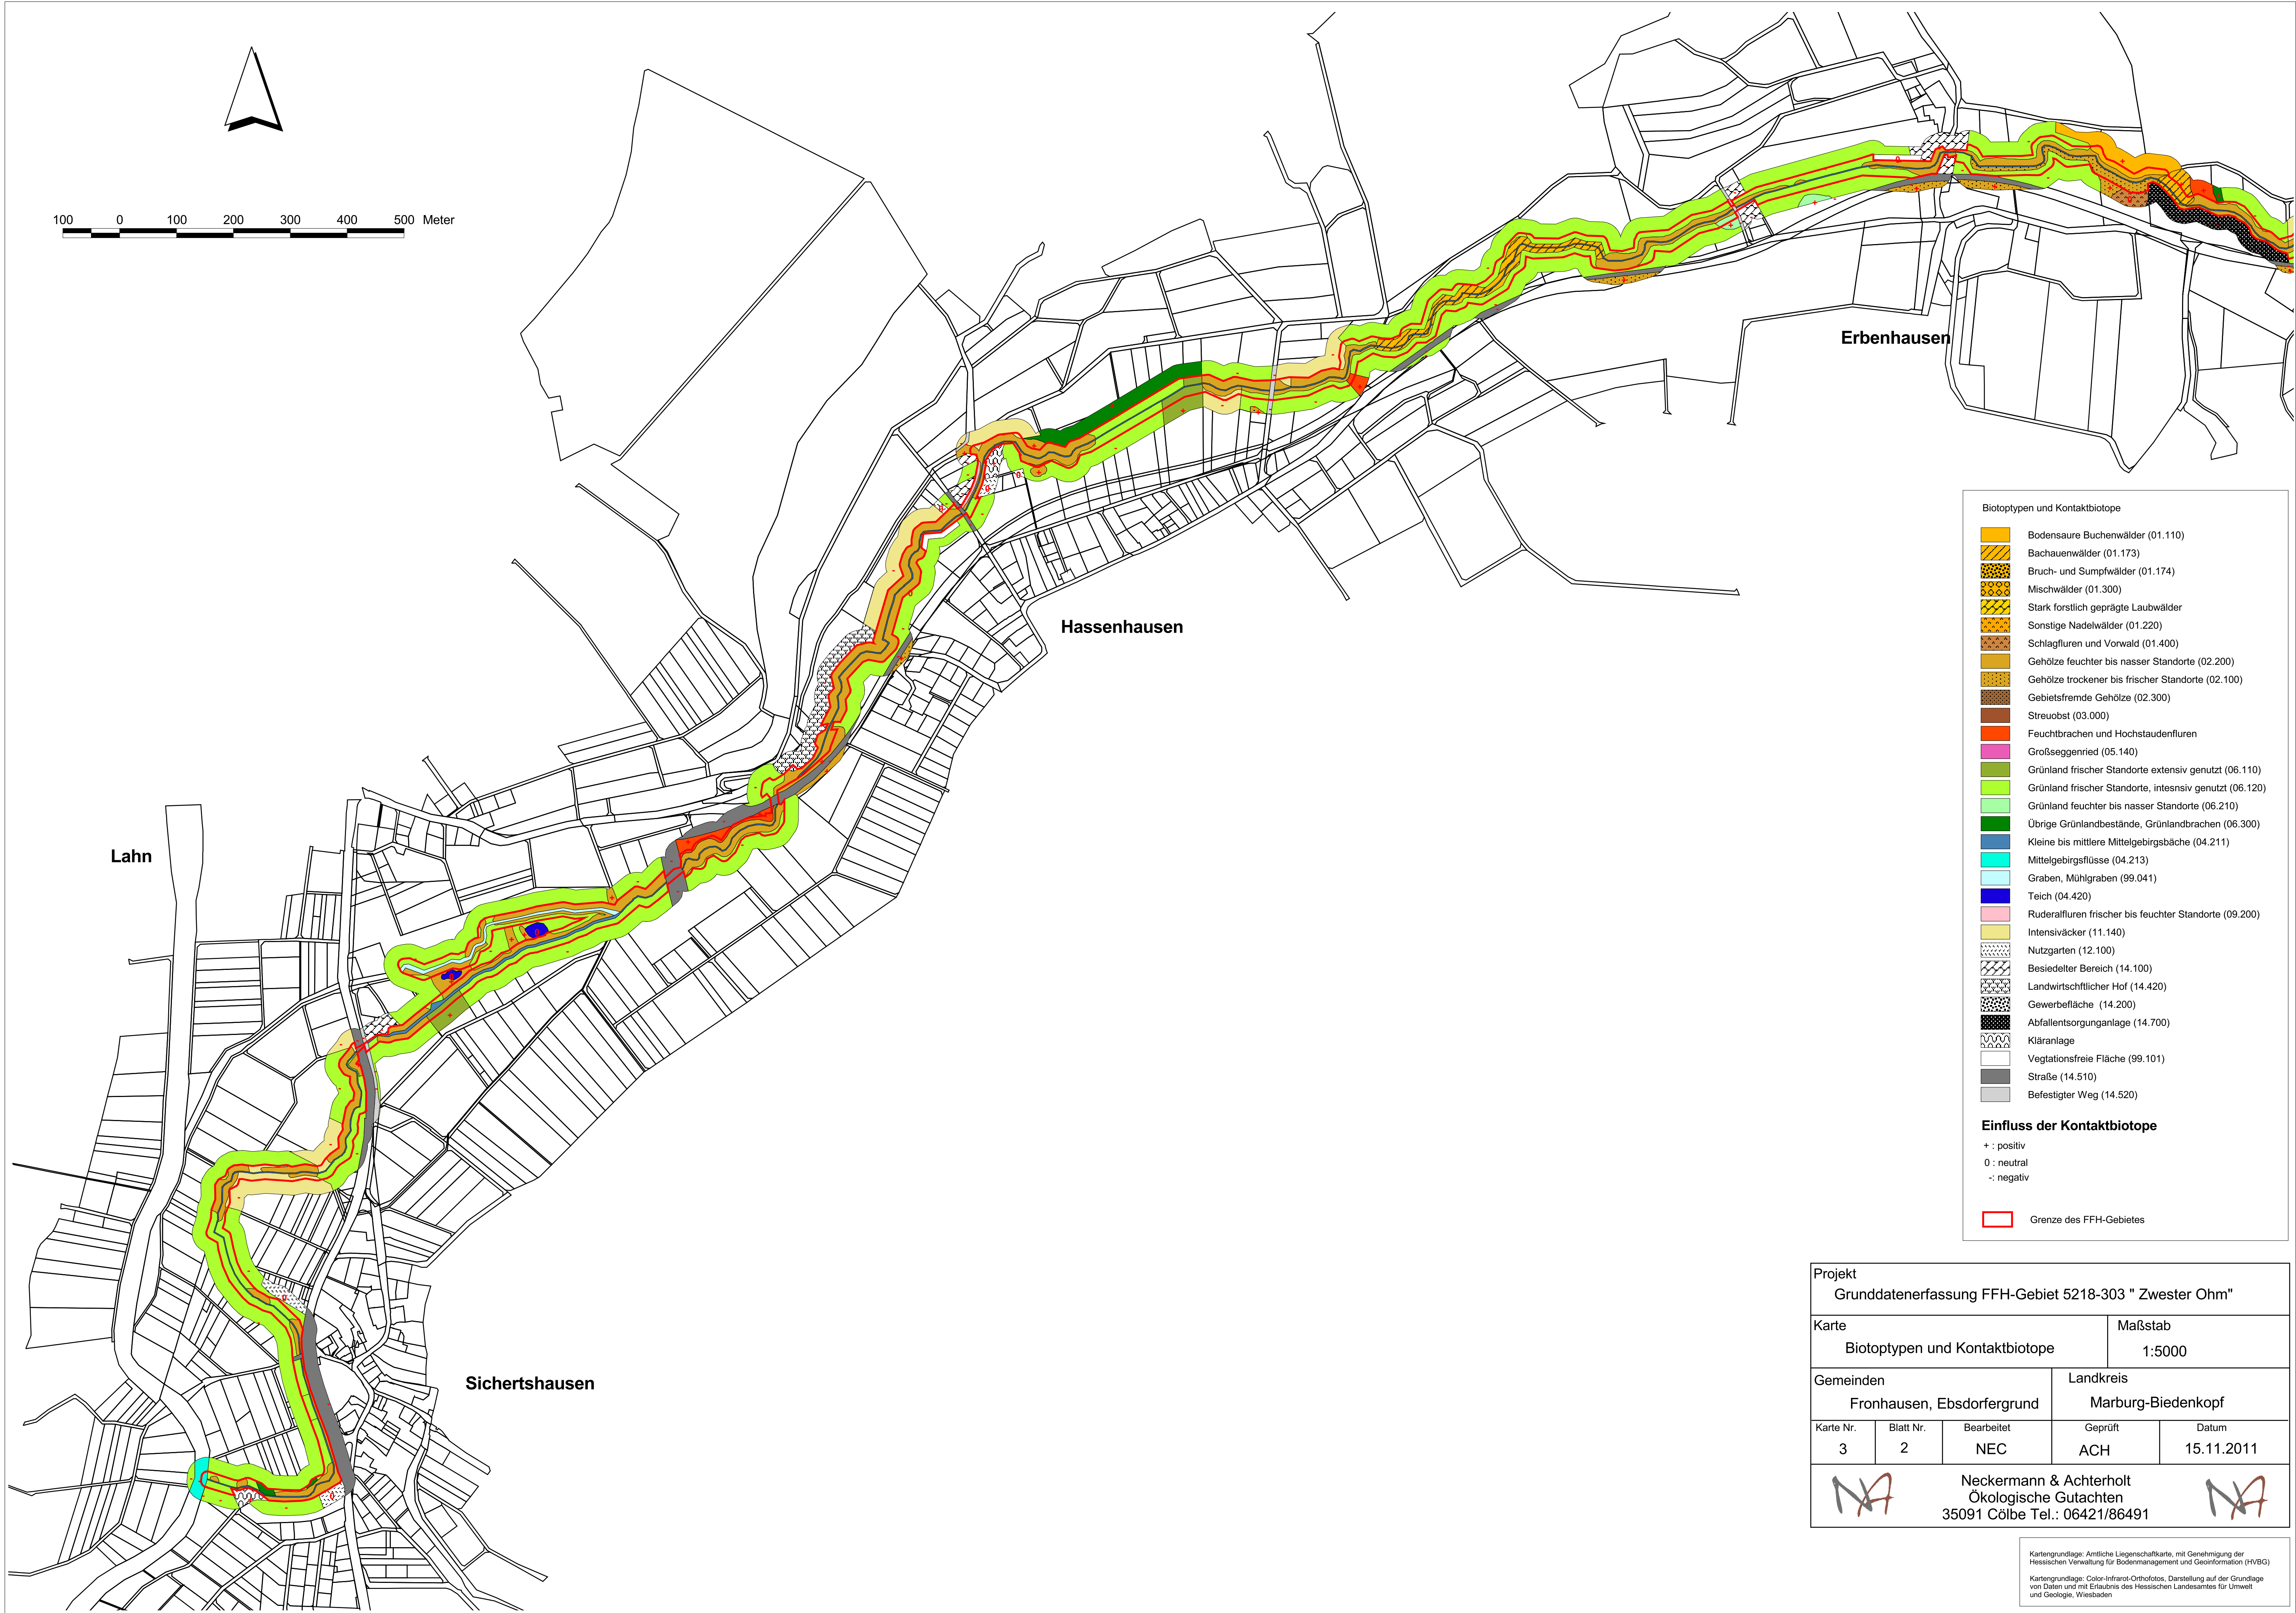 100 0 100 200 300 400 500 Meter
Erbenhausen
Hassenhausen
Lahn
Sichertshausen
Biotoptypen und Kontaktbiotope
Bodensaure Buchenwälder (01.110)
Bachauenwälder (01.173)
Bruch- und Sumpfwälder (01.174)
Mischwälder (01.300)
Stark forstlich geprägte Laubwälder
Sonstige Nadelwälder (01.220)
Schlagfluren und Vorwald (01.400)
Gehölze feuchter bis nasser Standorte (02.200)
Gehölze trockener bis frischer Standorte (02.100)
Gebietsfremde Gehölze (02.300)
Streuobst (03.000)
Feuchtbrachen und Hochstaudenfluren
Großseggenried (05.140)
Grünland frischer Standorte extensiv genutzt (06.110)
Grünland frischer Standorte, intesnsiv genutzt (06.120)
Grünland feuchter bis nasser Standorte (06.210)
Übrige Grünlandbestände, Grünlandbrachen (06.300)
Kleine bis mittlere Mittelgebirgsbäche (04.211)
Mittelgebirgsflüsse (04.213)
Graben, Mühlgraben (99.041)
Teich (04.420)
Ruderalfluren frischer bis feuchter Standorte (09.200)
Intensiväcker (11.140)
Nutzgarten (12.100)
Besiedelter Bereich (14.100)
Landwirtschftlicher Hof (14.420)
Gewerbefläche (14.200)
Abfallentsorgunganlage (14.700)
Kläranlage
Vegtationsfreie Fläche (99.101)
Straße (14.510)
Befestigter Weg (14.520)
Einfluss der Kontaktbiotope
+ : positiv
0 : neutral
-: negativ
Grenze des FFH-Gebietes
Projekt
Grunddatenerfassung FFH-Gebiet 5218-303 " Zwester Ohm"
Karte Maßstab
Biotoptypen und Kontaktbiotope 1:5000
Gemeinden Landkreis
Fronhausen, Ebsdorfergrund Marburg-Biedenkopf
Karte Nr. Blatt Nr. Bearbeitet Geprüft Datum
3 2 NEC ACH 15.11.2011
NA Neckermann & Achterholt NA
Ökologische Gutachten
35091 Cölbe Tel.: 06421/86491
Kartengrundlage: Amtliche Liegenschaftkarte, mit Genehmigung der
Hessischen Verwaltung für Bodenmanagement und Geoinformation (HVBG)
Kartengrundlage: Color-Infrarot-Orthofotos, Darstellung auf der Grundlage
von Daten und mit Erlaubnis des Hessischen Landesamtes für Umwelt
und Geologie, Wiesbaden